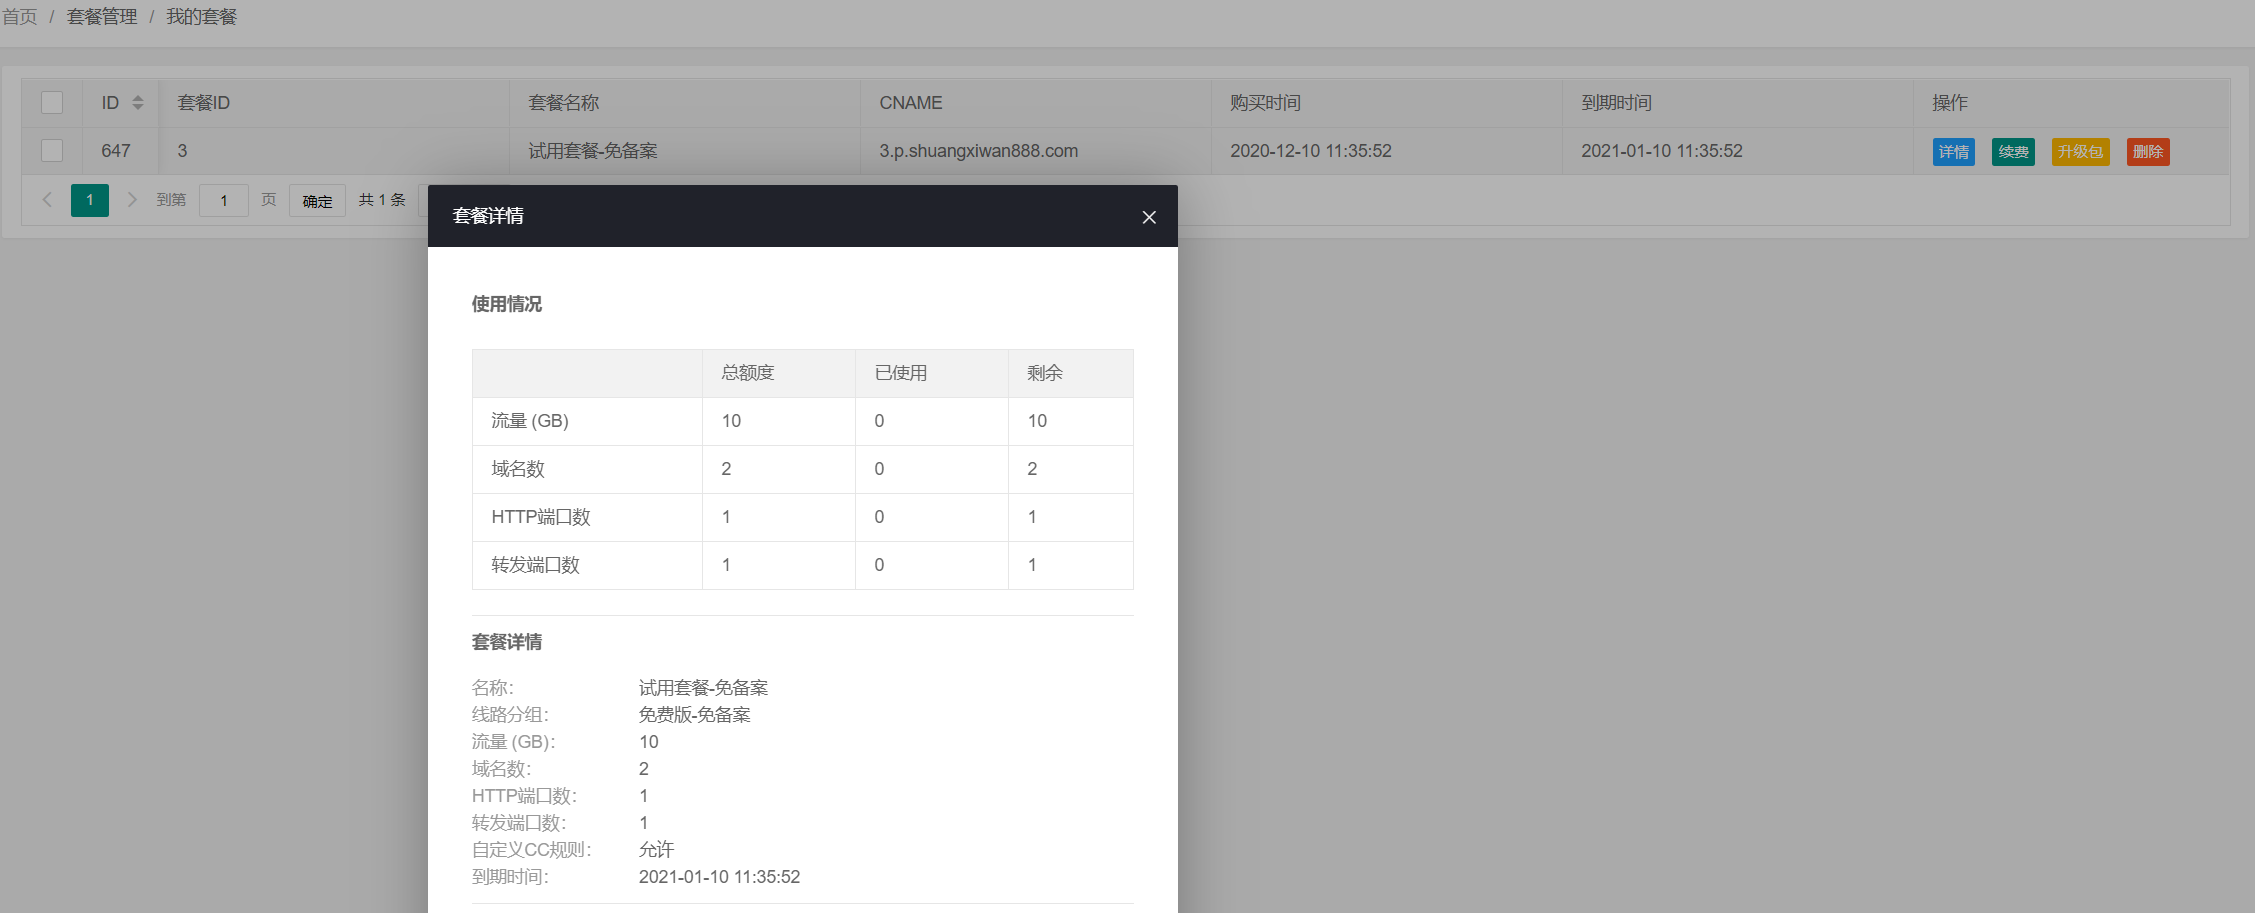 首页 / 套餐管理 / 我的套餐
ID 套餐ID 套餐名称 CNAME 购买时间 到期时间 操作
647 3 试用套餐-免备案 3.p.shuangxiwan888.com 2020-12-10 11:35:52 2021-01-10 11:35:52 详情 续费 升级包 删除
1 到第 1 页 确定 共 1 条
套餐详情
使用情况
总额度 已使用 剩余
流量 (GB) 10 0 10
域名数 2 0 2
HTTP端口数 1 0 1
转发端口数 1 0 1
套餐详情
名称： 试用套餐-免备案
线路分组： 免费版-免备案
流量 (GB)： 10
域名数： 2
HTTP端口数： 1
转发端口数： 1
自定义CC规则： 允许
到期时间： 2021-01-10 11:35:52